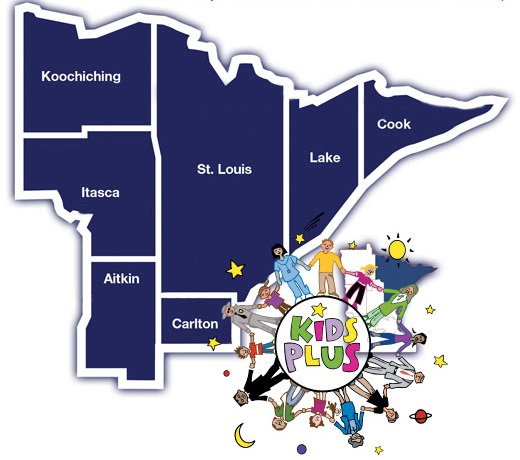 Koochiching
Cook
Lake
St. Louis
Itasca
Aitkin
Carlton
KIDS
PLUS